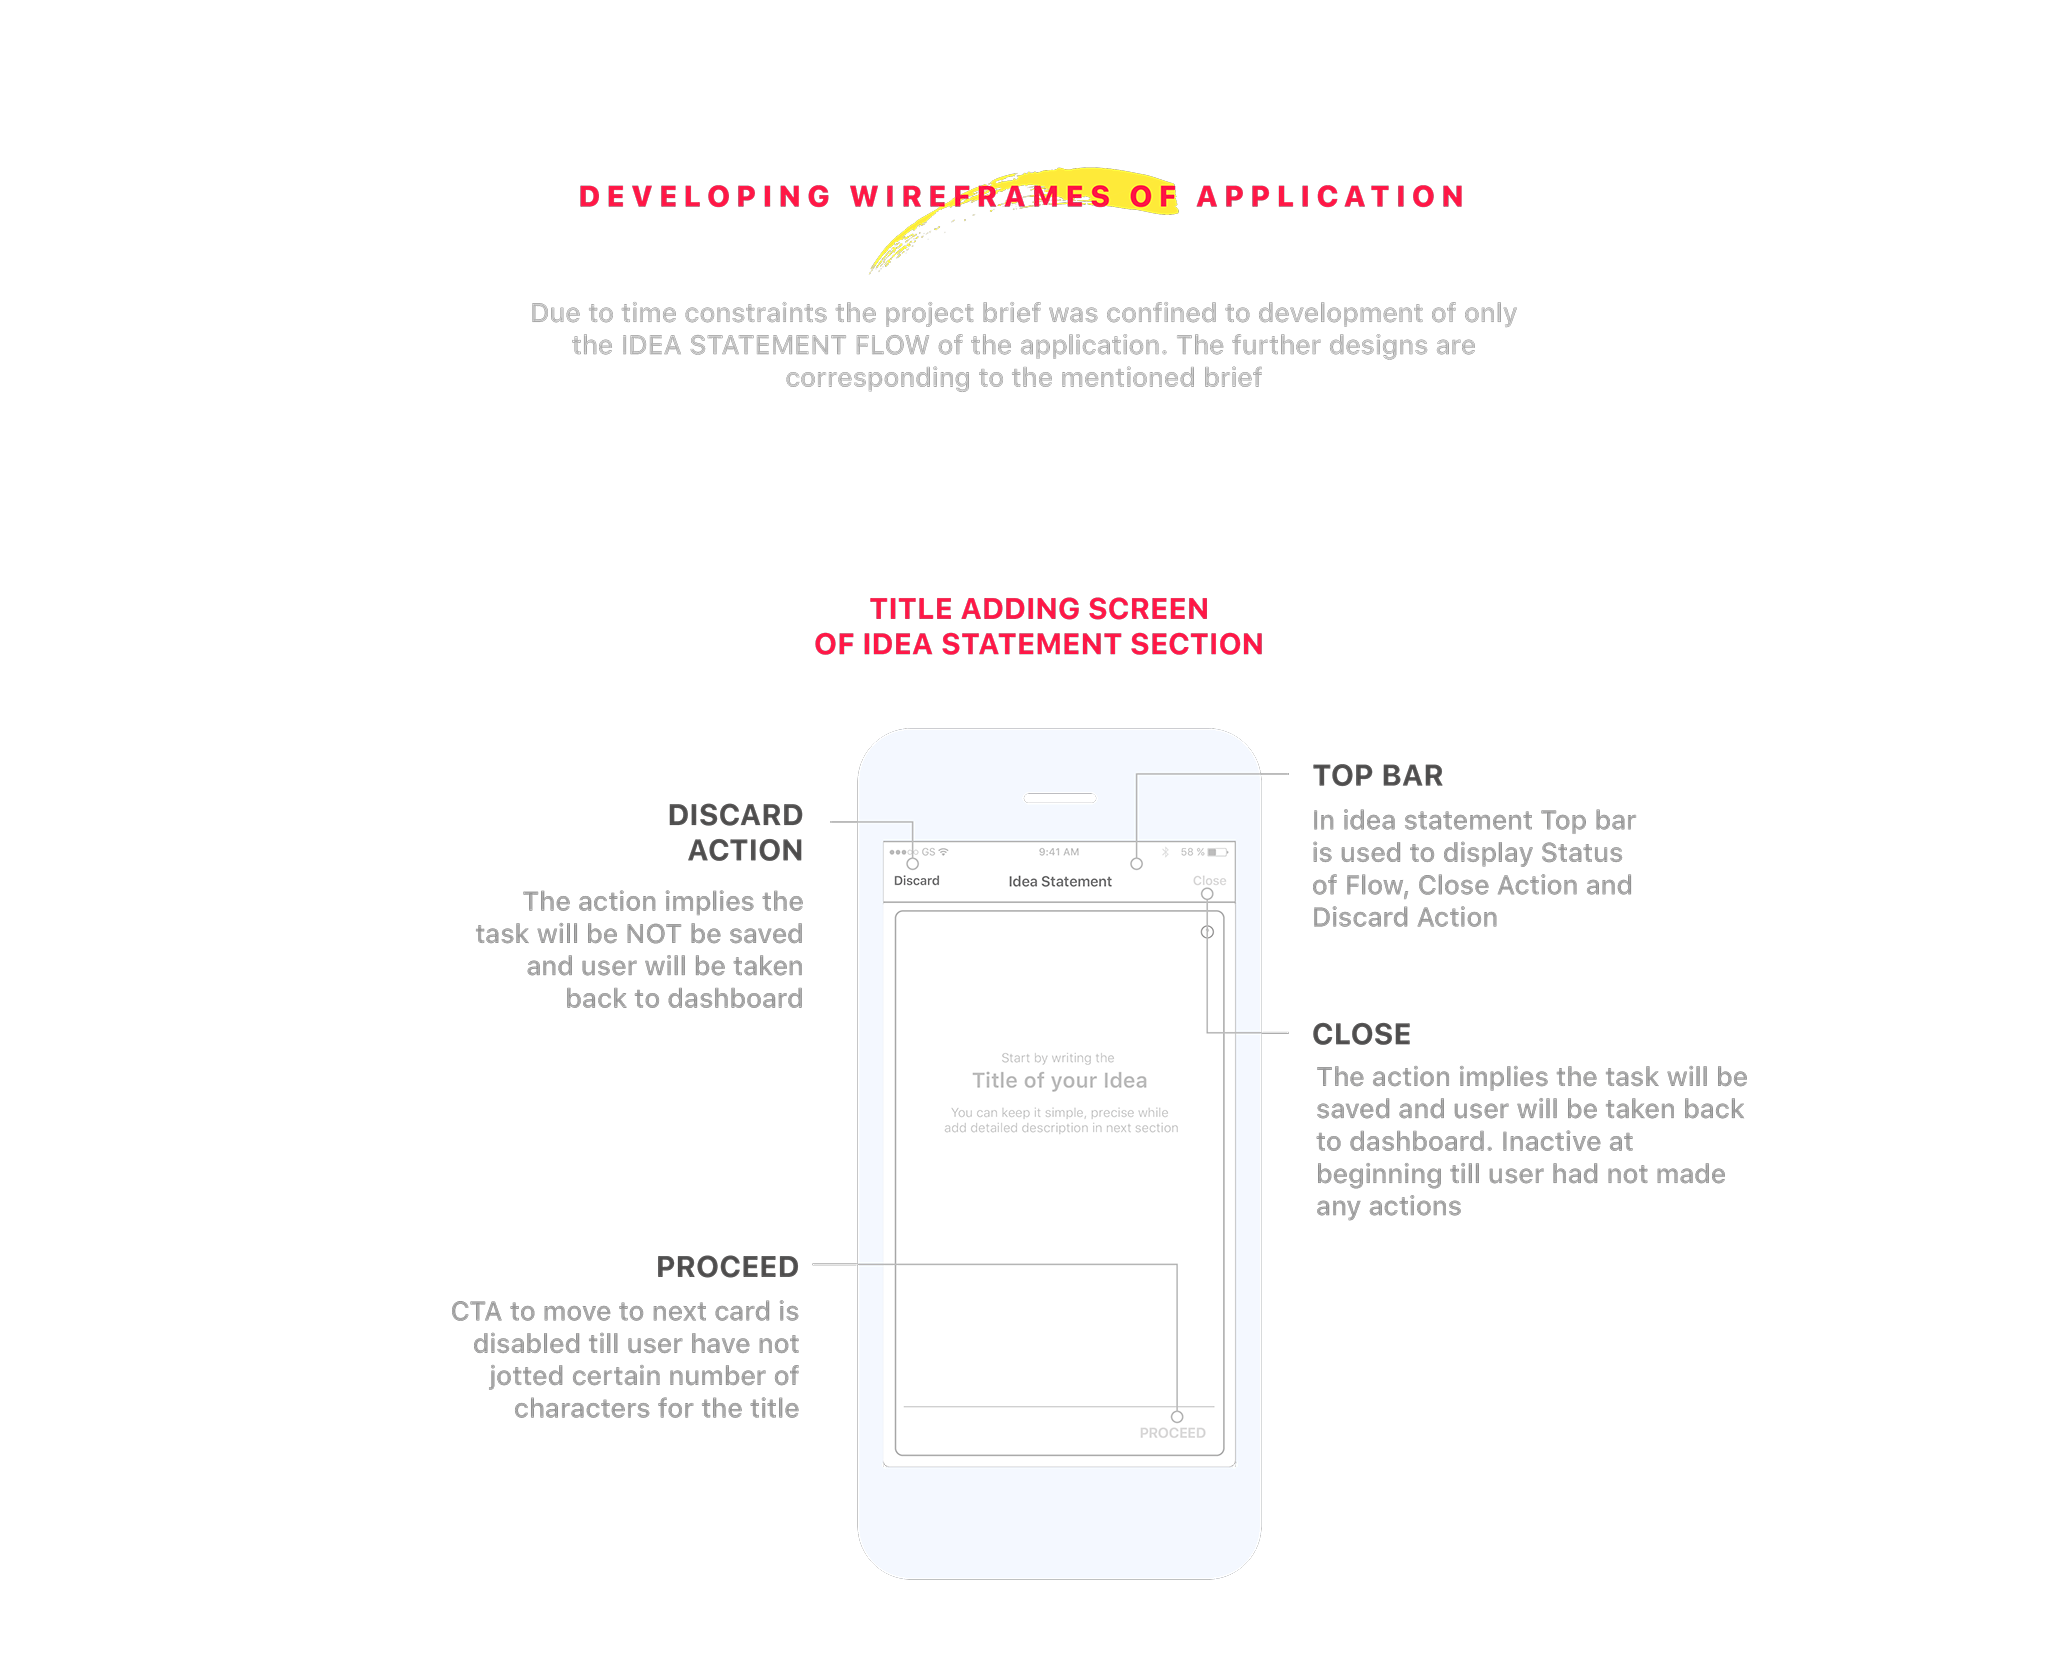 DEVELOPING WIREFRAMES OF APPLICATION
Due to time constraints the project brief was confined to development of only
the IDEA STATEMENT FLOW of the application. The further designs are
corresponding to the mentioned brief
TITLE ADDING SCREEN
OF IDEA STATEMENT SECTION
DISCARD
ACTION
The action implies the
task will be NOT be saved
and user will be taken
back to dashboard
PROCEED
CTA to move to next card is
disabled till user have not
jotted certain number of
characters for the title
GS 9:41 AM 58 %
Discard Idea Statement Close
Start by writing the
Title of your Idea
You can keep it simple, precise while
add detailed description in next section
PROCEED
TOP BAR
In idea statement Top bar
is used to display Status
of Flow, Close Action and
Discard Action
CLOSE
The action implies the task will be
saved and user will be taken back
to dashboard. Inactive at
beginning till user had not made
any actions